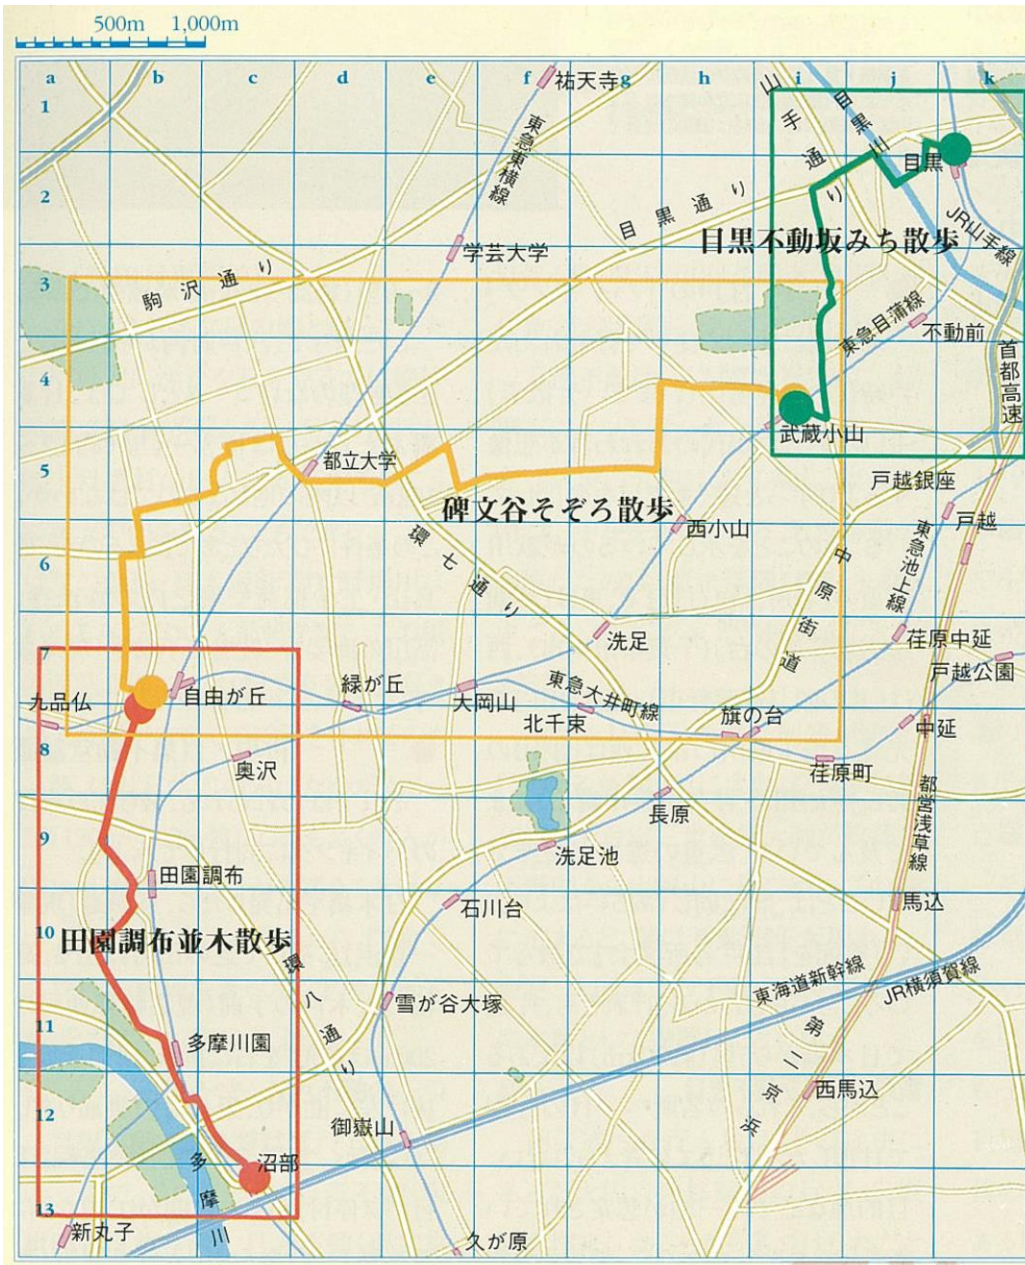 500m 1,000m
a b c d e f g h i j k
1
2
3
4
5
6
7
8
9
10
11
12
13
祐天寺
東急東横線
山手通り
目黒川
目黒
目黒通り
JR山手線
学芸大学
目黒不動坂みち散歩
駒沢通り
東急目蒲線
不動前
首都高速
武蔵小山
都立大学
戸越銀座
碑文谷そぞろ散歩
戸越
西小山
東急池上線
環七通り
中原街道
洗足
荏原中延
戸越公園
九品仏
自由が丘
緑が丘
大岡山
東急大井町線
北千束
旗の台
中延
奥沢
荏原町
長原
都営浅草線
洗足池
田園調布
石川台
馬込
田園調布並木散歩
環八通り
雪が谷大塚
東海道新幹線
JR横須賀線
多摩川園
第二京浜
西馬込
御嶽山
沼部
多摩川
新丸子
久が原